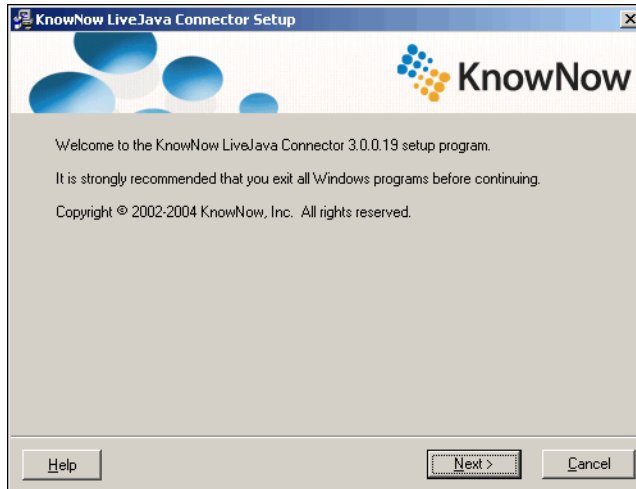 KnowNow LiveJava Connector Setup
KnowNow
Welcome to the KnowNow LiveJava Connector 3.0.0.19 setup program.
It is strongly recommended that you exit all Windows programs before continuing.
Copyright © 2002-2004 KnowNow, Inc. All rights reserved.
Help
Next >
Cancel